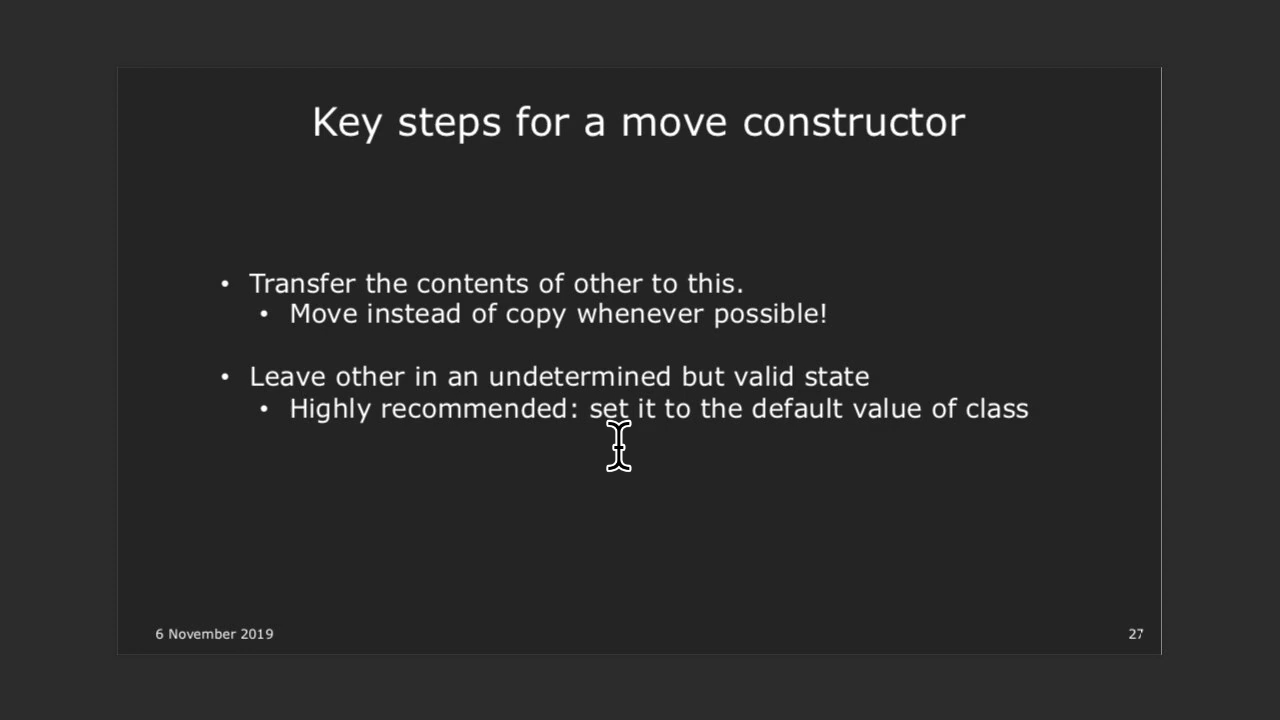 Key steps for a move constructor
• Transfer the contents of other to this.
• Move instead of copy whenever possible!
• Leave other in an undetermined but valid state
• Highly recommended: set it to the default value of class
6 November 2019
27